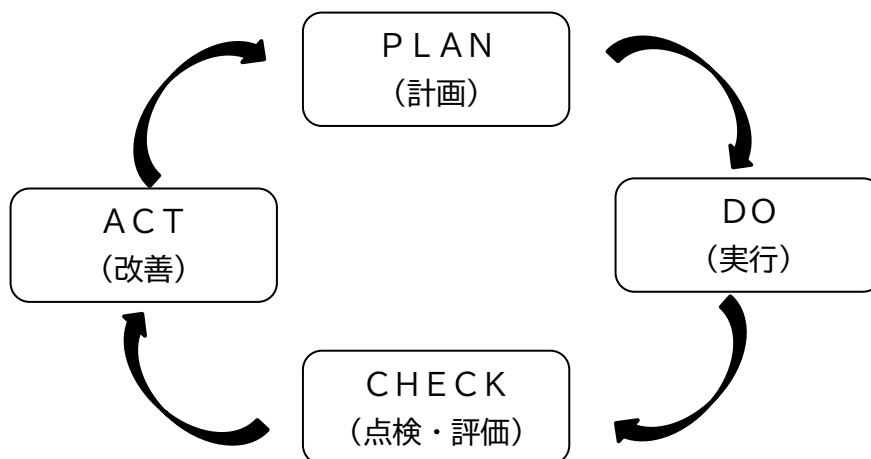 ＰＬＡＮ
（計画）
ＤＯ
（実行）
ＣＨＥＣＫ
（点検・評価）
ＡＣＴ
（改善）